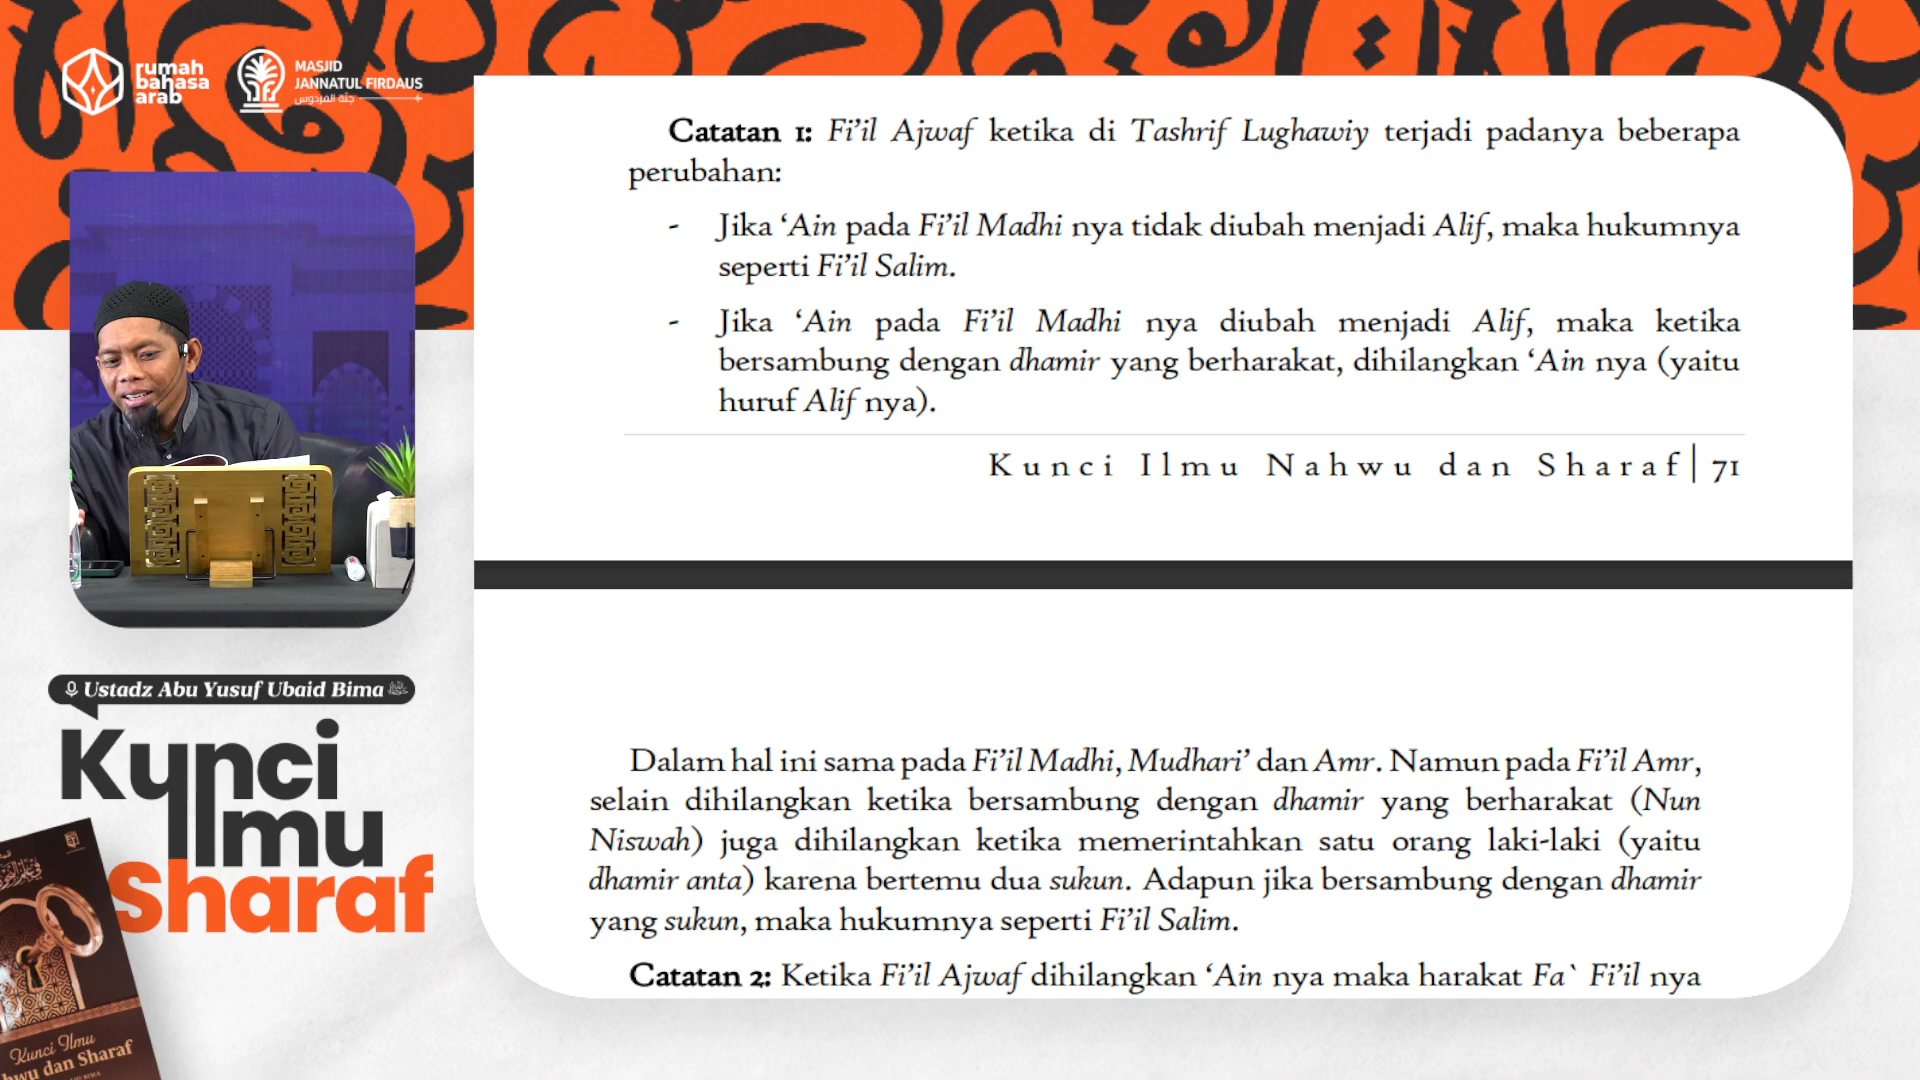 rumah
bahasa
arab
MASJID
JANNATUL FIRDAUS
جنّة الفردوس
Catatan 1: Fi’il Ajwaf ketika di Tashrif Lughawiy terjadi padanya beberapa
perubahan:
- Jika ‘Ain pada Fi’il Madhi nya tidak diubah menjadi Alif, maka hukumnya
seperti Fi’il Salim.
- Jika ‘Ain pada Fi’il Madhi nya diubah menjadi Alif, maka ketika
bersambung dengan dhamir yang berharakat, dihilangkan ‘Ain nya (yaitu
huruf Alif nya).
Kunci Ilmu Nahwu dan Sharaf| 71
Dalam hal ini sama pada Fi’il Madhi, Mudhari’ dan Amr. Namun pada Fi’il Amr,
selain dihilangkan ketika bersambung dengan dhamir yang berharakat (Nun
Niswah) juga dihilangkan ketika memerintahkan satu orang laki-laki (yaitu
dhamir anta) karena bertemu dua sukun. Adapun jika bersambung dengan dhamir
yang sukun, maka hukumnya seperti Fi’il Salim.
Catatan 2: Ketika Fi’il Ajwaf dihilangkan ‘Ain nya maka harakat Fa` Fi’il nya
Ustadz Abu Yusuf Ubaid Bima
Kunci
Ilmu
Sharaf
Kunci Ilmu
hwu dan Sharaf